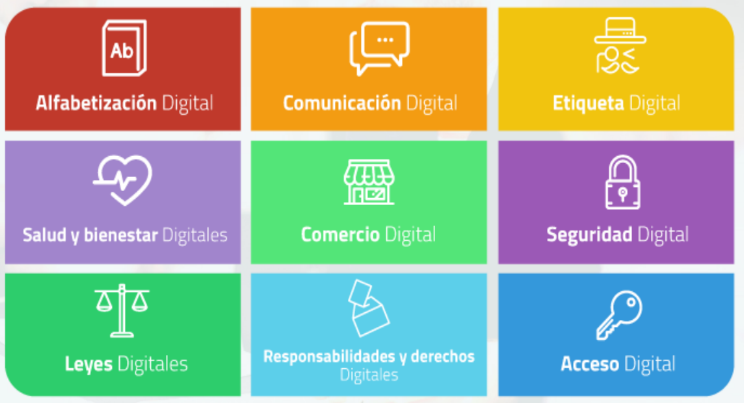 Ab
Alfabetización Digital
Comunicación Digital
Etiqueta Digital
Salud y bienestar Digitales
Comercio Digital
Seguridad Digital
Leyes Digitales
Responsabilidades y derechos
Digitales
Acceso Digital